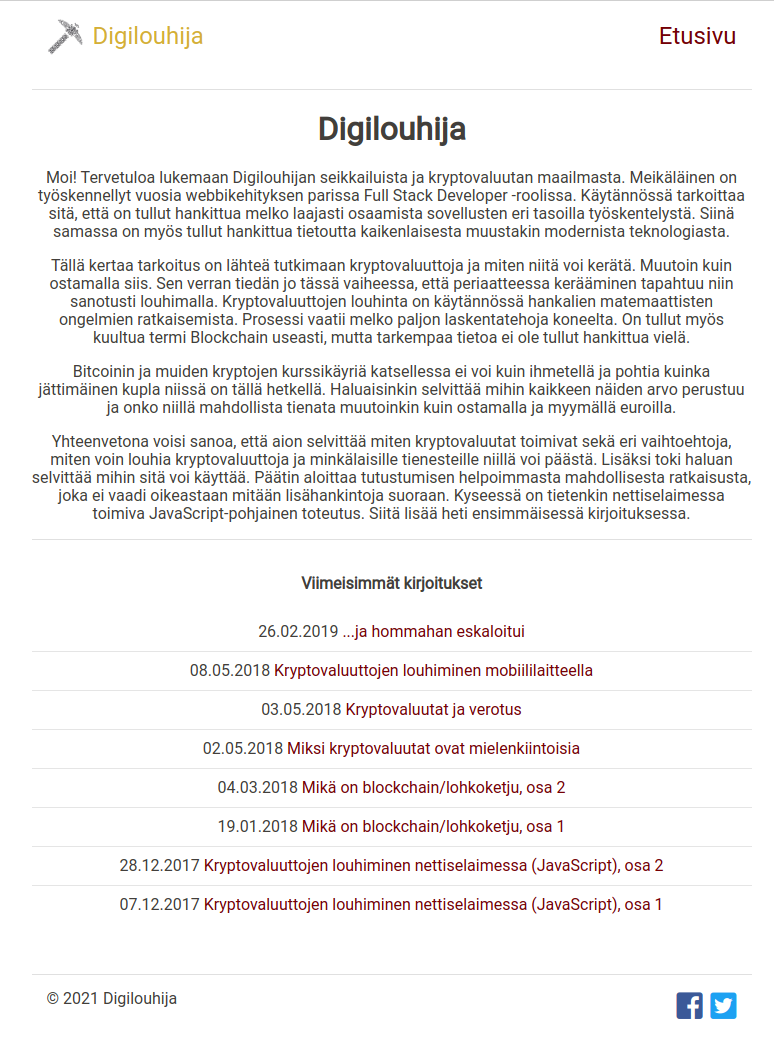 Digilouhija
Etusivu
Digilouhija
Moi! Tervetuloa lukemaan Digilouhijan seikkailuista ja kryptovaluutan maailmasta. Meikäläinen on
työskennellyt vuosia webbikehityksen parissa Full Stack Developer -roolissa. Käytännössä tarkoittaa
sitä, että on tullut hankittua melko laajasti osaamista sovellusten eri tasoilla työskentelystä. Siinä
samassa on myös tullut hankittua tietoutta kaikenlaisesta muustakin modernista teknologiasta.
Tällä kertaa tarkoitus on lähteä tutkimaan kryptovaluuttoja ja miten niitä voi kerätä. Muutoin kuin
ostamalla siis. Sen verran tiedän jo tässä vaiheessa, että periaatteessa kerääminen tapahtuu niin
sanotusti louhimalla. Kryptovaluuttojen louhinta on käytännössä hankalien matemaattisten
ongelmien ratkaisemista. Prosessi vaatii melko paljon laskentatehoja koneelta. On tullut myös
kuultua termi Blockchain useasti, mutta tarkempaa tietoa ei ole tullut hankittua vielä.
Bitcoinin ja muiden kryptojen kurssikäyriä katsellessa ei voi kuin ihmetellä ja pohtia kuinka
jättimäinen kupla niissä on tällä hetkellä. Haluaisinkin selvittää mihin kaikkeen näiden arvo perustuu
ja onko niillä mahdollista tienata muutoinkin kuin ostamalla ja myymällä euroilla.
Yhteenvetona voisi sanoa, että aion selvittää miten kryptovaluutat toimivat sekä eri vaihtoehtoja,
miten voin louhia kryptovaluuttoja ja minkälaisille tienesteille niillä voi päästä. Lisäksi toki haluan
selvittää mihin sitä voi käyttää. Päätin aloittaa tutustumisen helpoimmasta mahdollisesta ratkaisusta,
joka ei vaadi oikeastaan mitään lisähankintoja suoraan. Kyseessä on tietenkin nettiselaimessa
toimiva JavaScript-pohjainen toteutus. Siitä lisää heti ensimmäisessä kirjoituksessa.
Viimeisimmät kirjoitukset
26.02.2019 ...ja hommahan eskaloitui
08.05.2018 Kryptovaluuttojen louhiminen mobiililaitteella
03.05.2018 Kryptovaluutat ja verotus
02.05.2018 Miksi kryptovaluutat ovat mielenkiintoisia
04.03.2018 Mikä on blockchain/lohkoketju, osa 2
19.01.2018 Mikä on blockchain/lohkoketju, osa 1
28.12.2017 Kryptovaluuttojen louhiminen nettiselaimessa (JavaScript), osa 2
07.12.2017 Kryptovaluuttojen louhiminen nettiselaimessa (JavaScript), osa 1
© 2021 Digilouhija